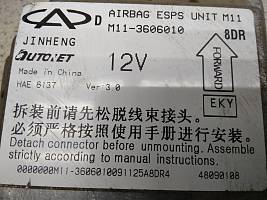 D AIRBAG ESPS UNIT M11
JINHENG M11-3606010 8DR
AUTONET 12V FORWARD
Made in China
HAE 6137 Ver 3.0 EKY
拆装前请先松脱线束接头。
必须严格按照使用手册进行安装。
Detach connector before unmounting. Assemble
strictly according to manual instructions.
0000000M11-3606010091125A8DR4 48090108